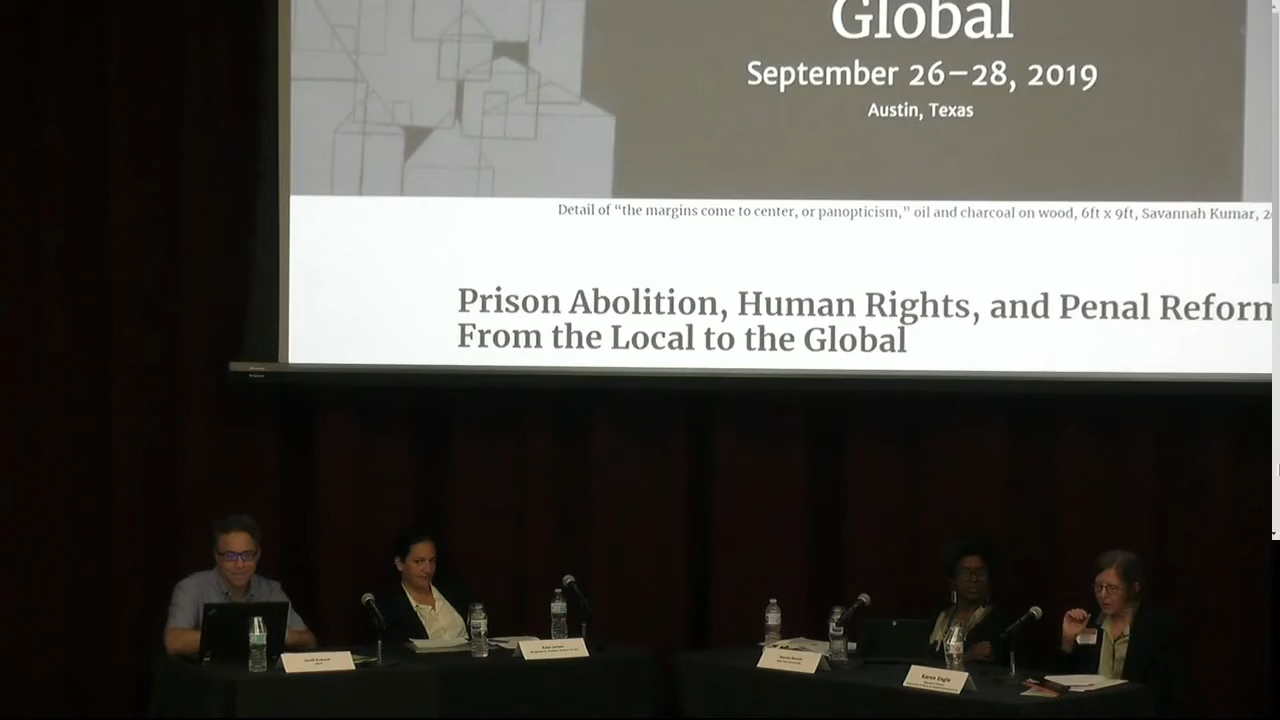 Global
September 26–28, 2019
Austin, Texas
Detail of “the margins come to center, or panopticism,” oil and charcoal on wood, 6ft x 9ft, Savannah Kumar,
Prison Abolition, Human Rights, and Penal Reform
From the Local to the Global
Karen Engle